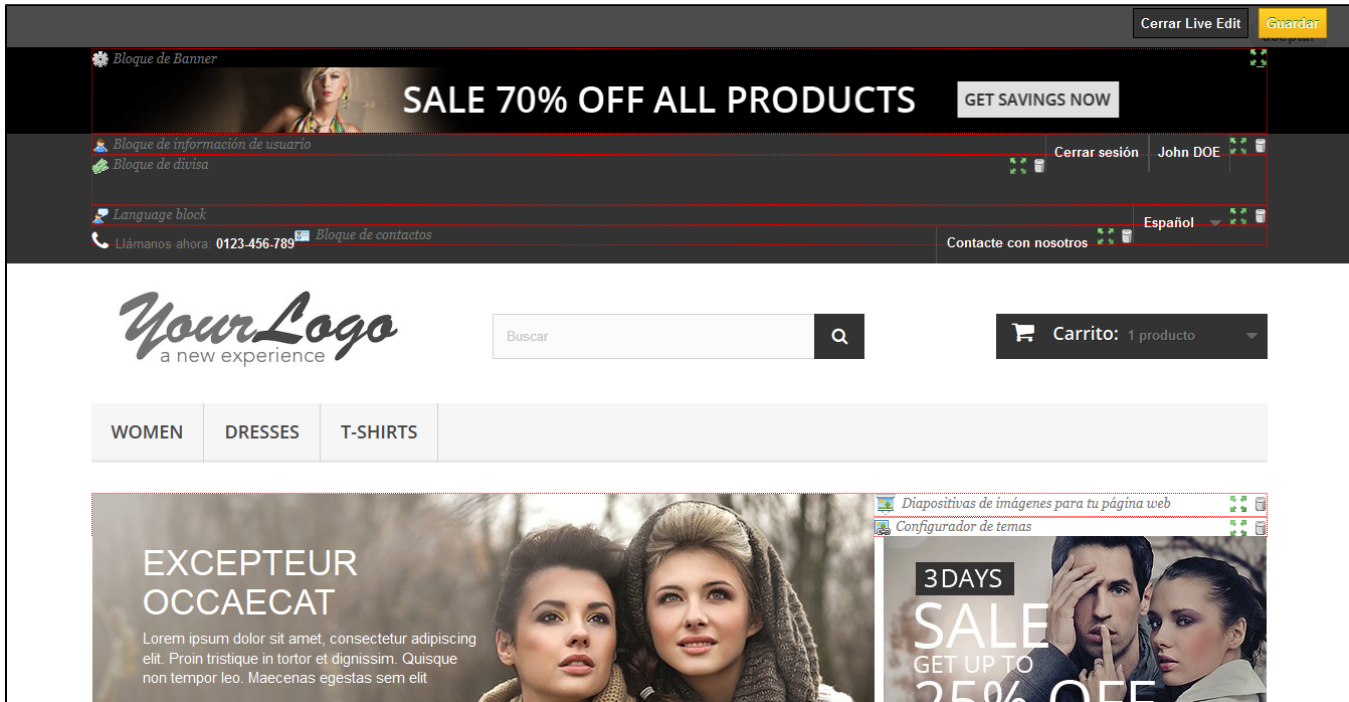 Cerrar Live Edit Guardar
Bloque de Banner
SALE 70% OFF ALL PRODUCTS GET SAVINGS NOW
Bloque de información de usuario
Cerrar sesión John DOE
Bloque de divisa
Language block
Español
Llámanos ahora: 0123-456-789 Bloque de contactos
Contacte con nosotros
YourLogo
a new experience
Buscar
Carrito: 1 producto
WOMEN DRESSES T-SHIRTS
Diapositivas de imágenes para tu página web
Configurador de temas
EXCEPTEUR
OCCAECAT
Lorem ipsum dolor sit amet, consectetur adipiscing
elit. Proin tristique in tortor et dignissim. Quisque
non tempor leo. Maecenas egestas sem elit
3DAYS
SALE
GET UP TO
25% OFF